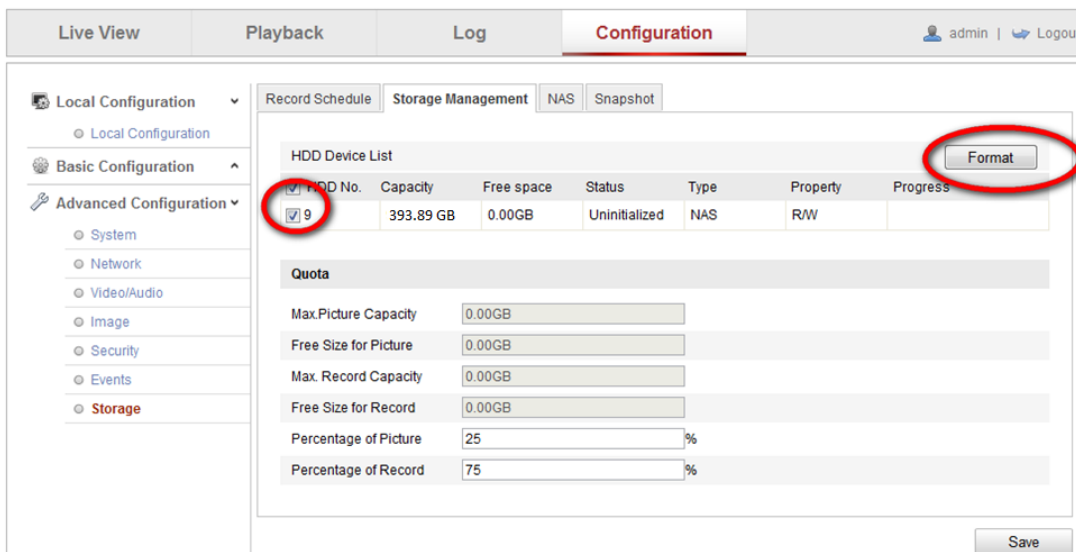 Live View Playback Log Configuration admin | Logou
Local Configuration
Local Configuration
Basic Configuration
Advanced Configuration
System
Network
Video/Audio
Image
Security
Events
Storage
Record Schedule Storage Management NAS Snapshot
HDD Device List Format
HDD No. Capacity Free space Status Type Property Progress
9 393.89 GB 0.00GB Uninitialized NAS R/W
Quota
Max.Picture Capacity 0.00GB
Free Size for Picture 0.00GB
Max. Record Capacity 0.00GB
Free Size for Record 0.00GB
Percentage of Picture 25 %
Percentage of Record 75 %
Save